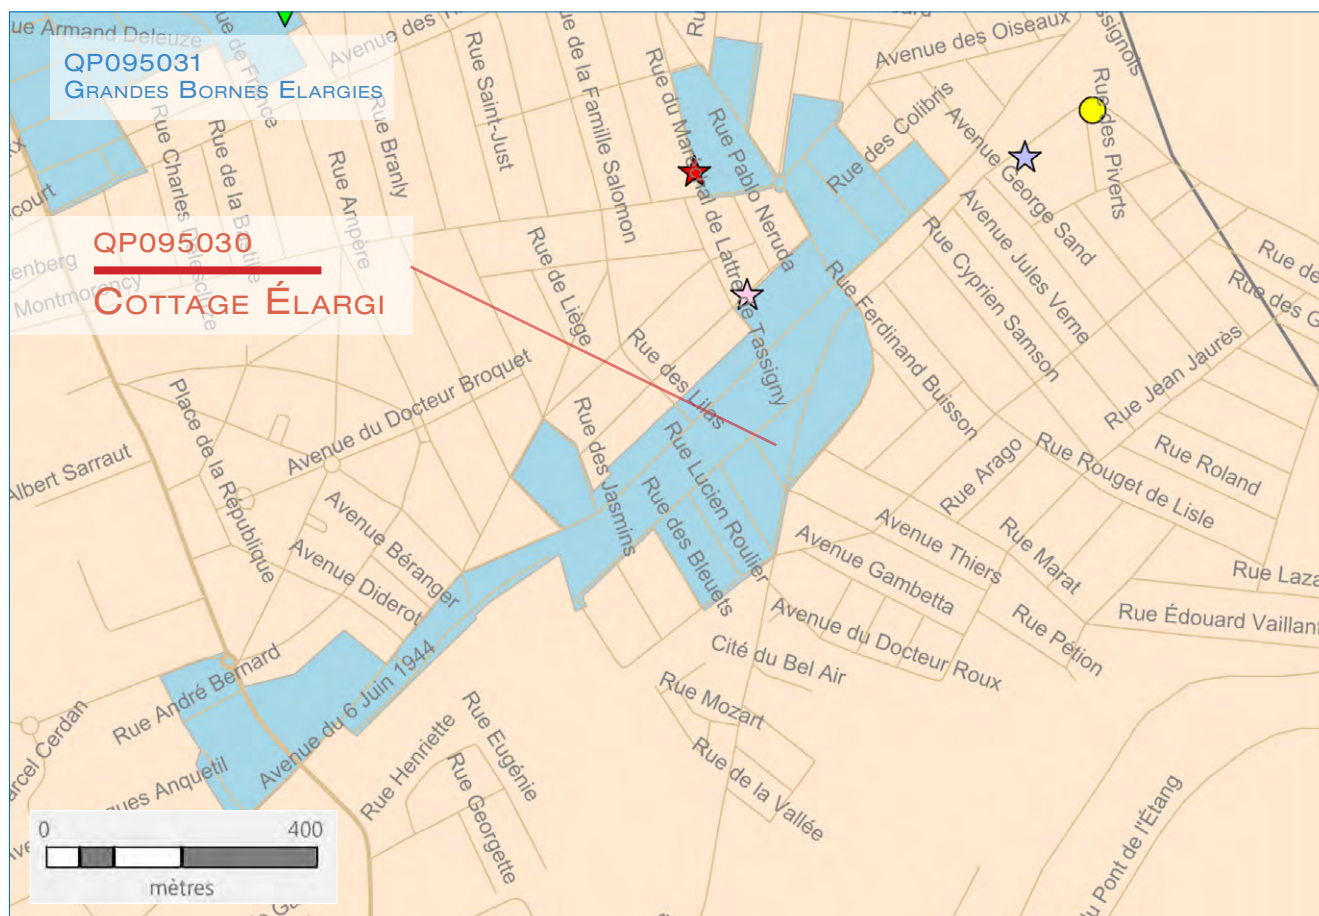 ue Armand Deleuze
QP095031
GRANDES BORNES ELARGIES
Rue Charles Delescluze
Rue de la Bastille
Rue Branly
Rue Ampère
Rue Saint-Just
Rue de la Famille Salomon
Rue Pablo Neruda
Rue du Maréchal de Lattre de Tassigny
Avenue des Oiseaux
Rue des Colibris
Avenue George Sand
Rue des Piverts
Avenue Jules Verne
Rue Cyprien Samson
Rue Ferdinand Buisson
QP095030
COTTAGE ÉLARGI
Montmorency
Rue de Liège
Rue des Lilas
Rue Jean Jaurès
Place de la République
Avenue du Docteur Broquet
Albert Sarraut
Rue des Jasmins
Rue Lucien Roulier
Rue des Bleuets
Rue Arago
Rue Rouget de Lisle
Rue Roland
Avenue Béranger
Avenue Diderot
Avenue Thiers
Avenue Gambetta
Rue Marat
Rue Pétion
Rue Laza
Rue Édouard Vaillant
Avenue du Docteur Roux
Cité du Bel Air
Rue Mozart
Rue de la Vallée
Rue André Bernard
Avenue du 6 Juin 1944
arcel Cerdan
ques Anquetil
Rue Henriette
Rue Eugénie
Rue Georgette
du Pont de l'Étang
0 400
mètres